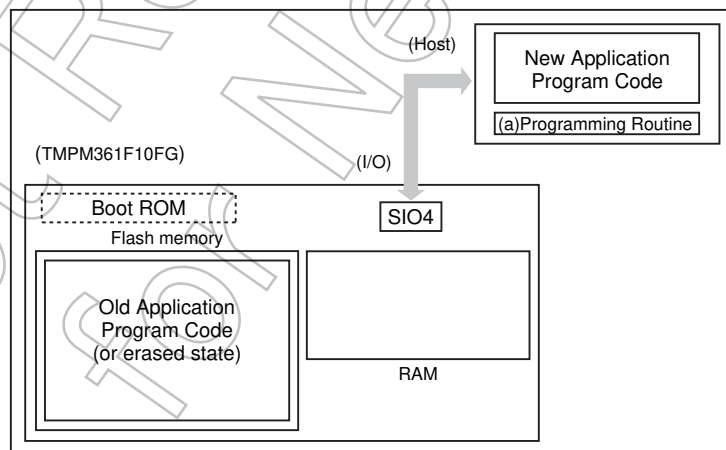 (Host)
New Application
Program Code
(a)Programming Routine
(TMPM361F10FG)
(I/O)
Boot ROM
SIO4
Flash memory
Old Application
Program Code
(or erased state)
RAM